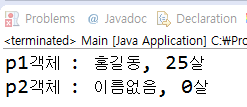 Problems @ Javadoc Declaration
<terminated> Main [Java Application] C:\Pro
p1객체 : 홍길동, 25살
p2객체 : 이름없음, 0살